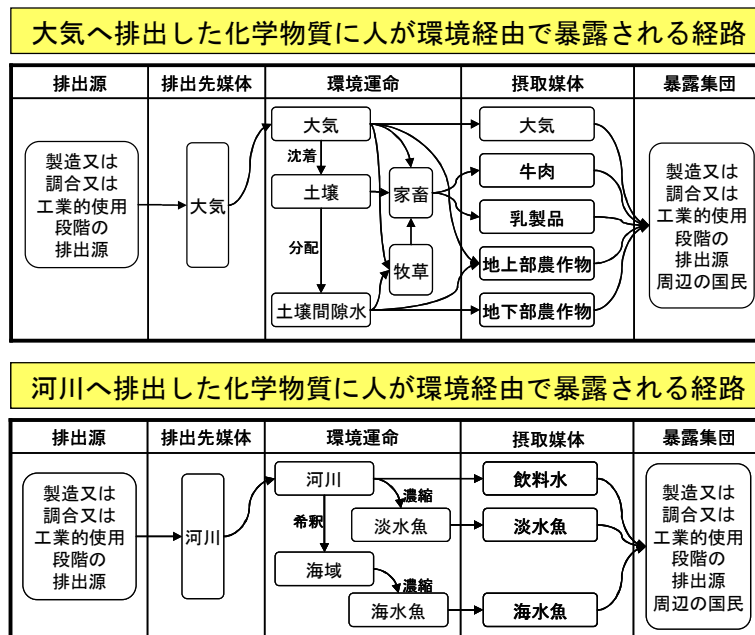 大気へ排出した化学物質に人が環境経由で暴露される経路
排出源
排出先媒体
環境運命
摂取媒体
暴露集団
製造又は
調合又は
工業的使用
段階の
排出源
大気
大気
沈着
土壌
分配
土壌間隙水
家畜
牧草
大気
牛肉
乳製品
地上部農作物
地下部農作物
製造又は
調合又は
工業的使用
段階の
排出源
周辺の国民
河川へ排出した化学物質に人が環境経由で暴露される経路
排出源
排出先媒体
環境運命
摂取媒体
暴露集団
製造又は
調合又は
工業的使用
段階の
排出源
河川
河川
濃縮
希釈
淡水魚
海域
濃縮
海水魚
飲料水
淡水魚
海水魚
製造又は
調合又は
工業的使用
段階の
排出源
周辺の国民